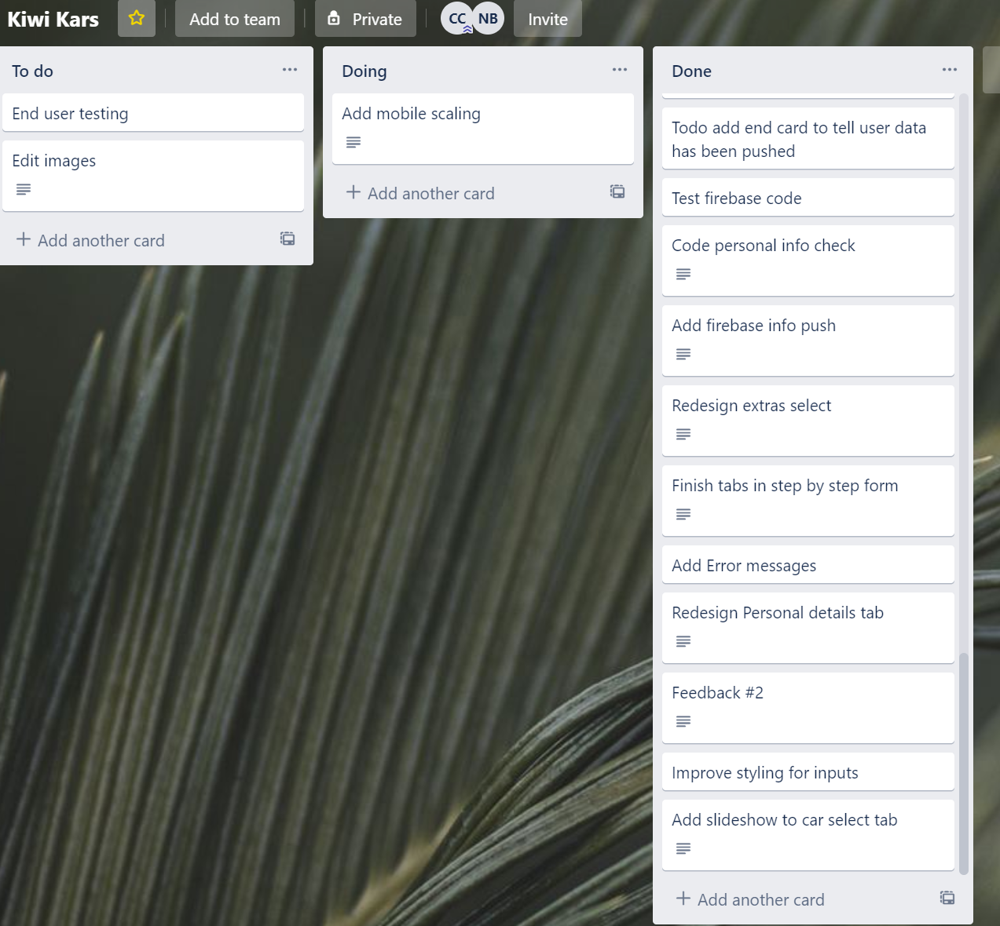 Kiwi Kars
Add to team
Private
CC
NB
Invite
To do
End user testing
Edit images
Add another card
Doing
Add mobile scaling
Add another card
Done
Todo add end card to tell user data
has been pushed
Test firebase code
Code personal info check
Add firebase info push
Redesign extras select
Finish tabs in step by step form
Add Error messages
Redesign Personal details tab
Feedback #2
Improve styling for inputs
Add slideshow to car select tab
Add another card